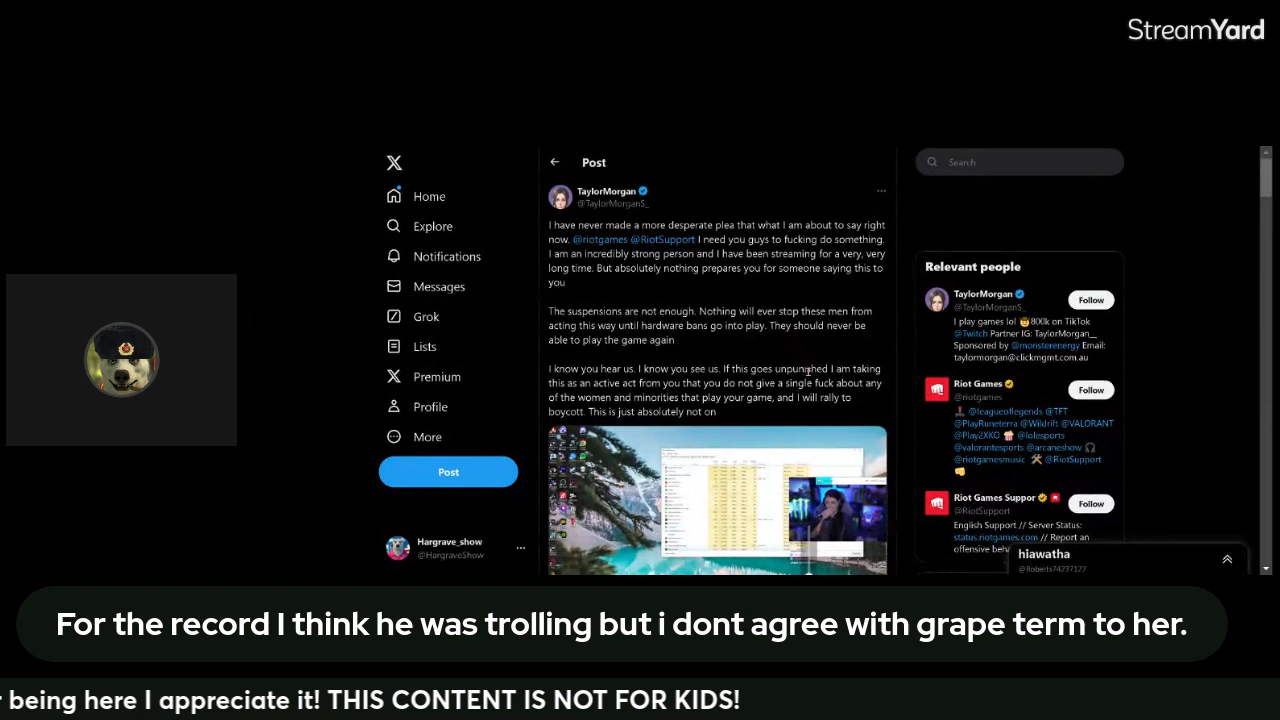 StreamYard
Post
Search
TaylorMorgan
@TaylorMorganS_
Home
Explore
Notifications
Messages
Grok
Lists
Premium
Profile
More
Post
Hargrave_show
@HargraveShow
I have never made a more desperate plea that what I am about to say right
now. @riotgames @RiotSupport I need you guys to fucking do something.
I am an incredibly strong person and I have been streaming for a very, very
long time. But absolutely nothing prepares you for someone saying this to
you
The suspensions are not enough. Nothing will ever stop these men from
acting this way until hardware bans go into play. They should never be
able to play the game again
I know you hear us. I know you see us. If this goes unpunished I am taking
this as an active act from you that you do not give a single fuck about any
of the women and minorities that play your game, and I will rally to
boycott. This is just absolutely not on
Relevant people
TaylorMorgan
@TaylorMorganS_
Follow
I play games lol 🤠800k on TikTok
@Twitch Partner IG: TaylorMorgan__
Sponsored by @monsterenergy Email:
taylormorgan@clickmgmt.com.au
Riot Games
@riotgames
Follow
@leagueoflegends @TFT
@PlayRuneterra @Wildrift @VALORANT
@Play2XKO @lolesports
@valorantesports @arcaneshow
@riotgamesmusic @RiotSupport
Riot Games Suppor
@RiotSupport
Follow
English Support // Server Status:
status.riotgames.com // Report an
offensive beh
hiawatha
@Roberts74237127
For the record I think he was trolling but i dont agree with grape term to her.
r being here I appreciate it! THIS CONTENT IS NOT FOR KIDS!